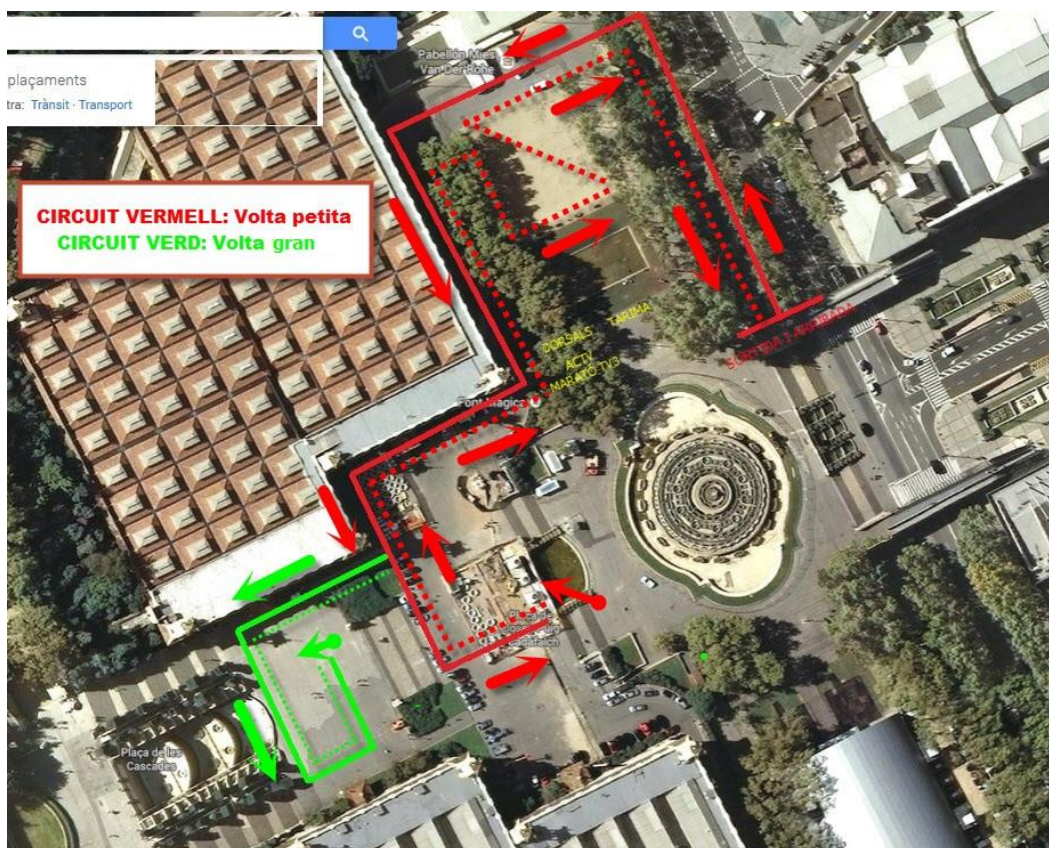 plaçaments
tra: Trànsit · Transport
Pabellón Mies
Van Der Rohe
CIRCUIT VERMELL: Volta petita
CIRCUIT VERD: Volta gran
DORSALS TARIMA
ACTV
MARATÓ TV3
SORTIDA I ARRIBADA
Font Màgica
Plaça de les
Cascades